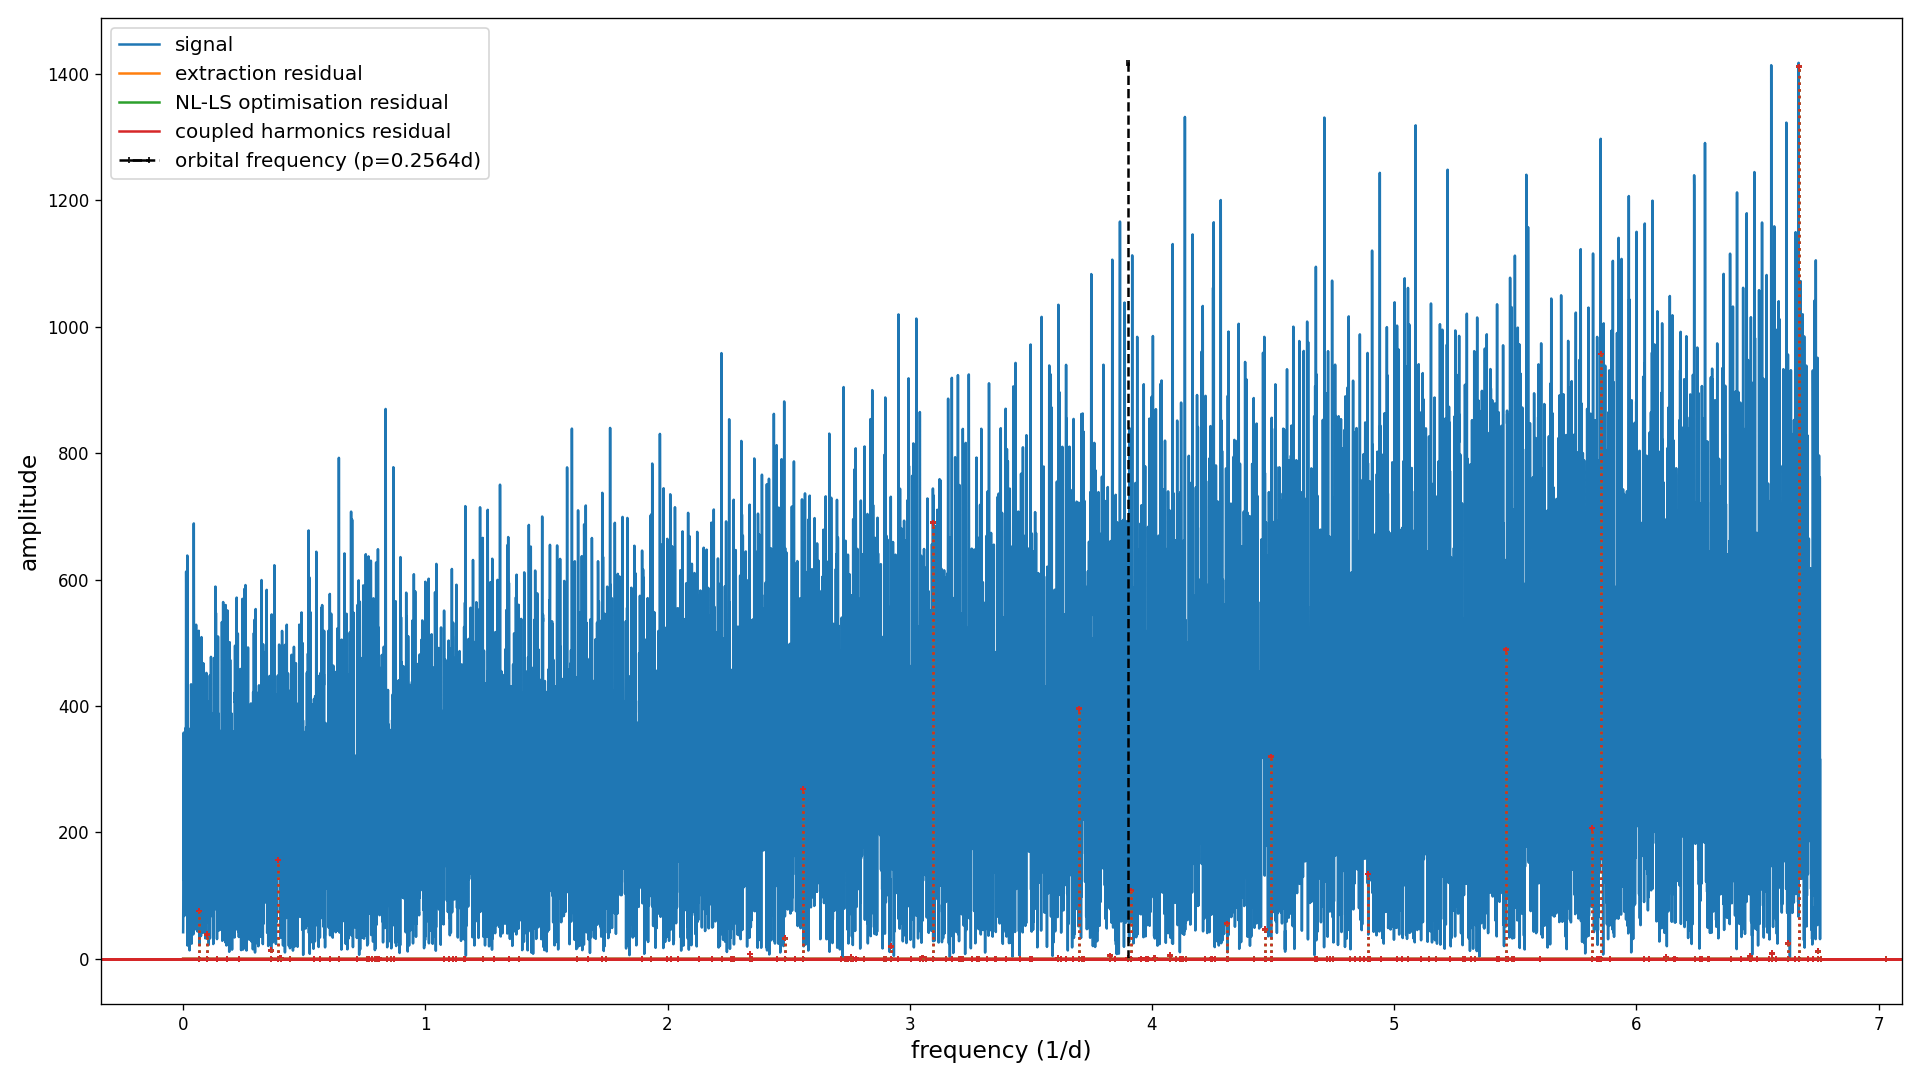 signal
extraction residual
NL-LS optimisation residual
coupled harmonics residual
orbital frequency (p=0.2564d)
1400
1200
1000
800
600
400
200
0
amplitude
0 1 2 3 4 5 6 7
frequency (1/d)